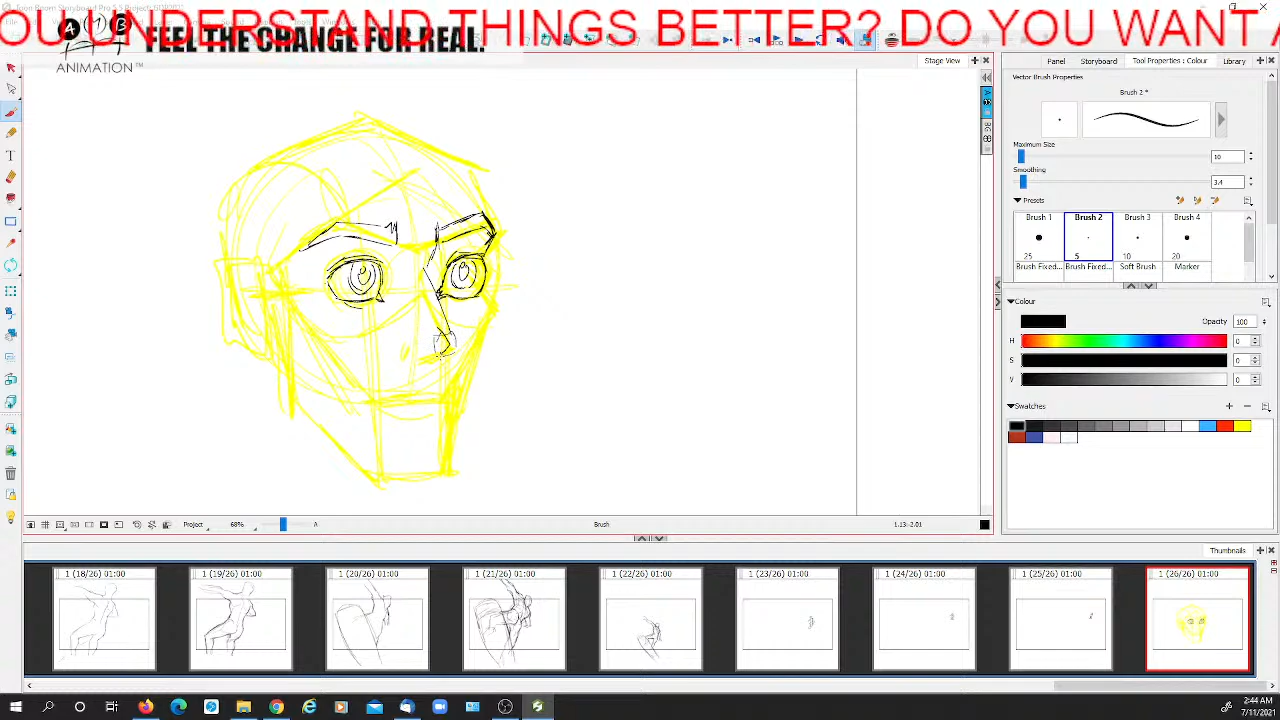 OU UNDERSTAND THINGS BETTER? DO YOU WANT
AMB
FEEL THE CHANGE FOR REAL.
ANIMATION™
Stage View
Panel
Storyboard
Tool Properties : Colour
Library
Vector Brush Properties
Brush 2 *
Maximum Size
10
Smoothing
3.4
Presets
Brush 1
Brush 2
Brush 3
Brush 4
25
5
10
20
Brush Fixed...
Brush Fixed...
Soft Brush
Marker
Colour
Opacity
100
H
0
S
0
V
0
Swatches
Project
68%
A
Brush
Thumbnails
1 (18/26) 01:00
1 (19/26) 01:00
1 (20/26) 01:00
1 (21/26) 01:00
1 (22/26) 01:00
1 (23/26) 01:00
1 (24/26) 01:00
1 (25/26) 01:00
1 (26/26) 01:00
2:44 AM
7/11/2021